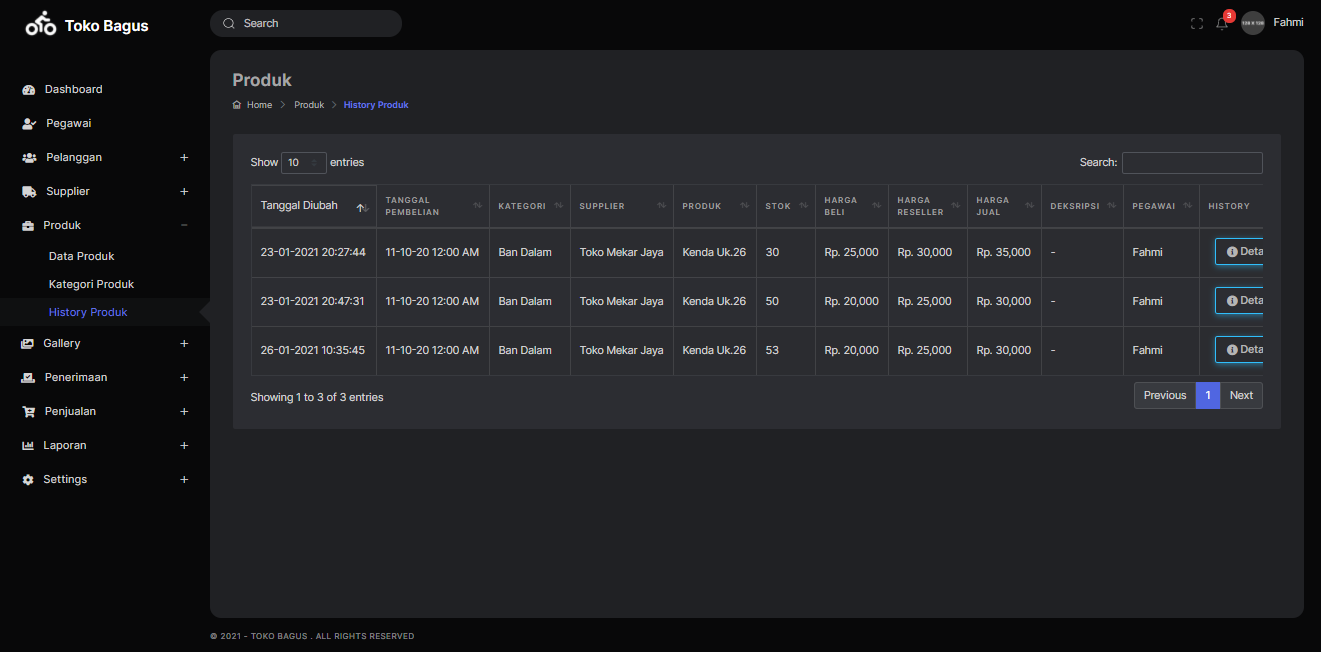 Toko Bagus
Search
3
Fahmi
Dashboard
Pegawai
Pelanggan +
Supplier +
Produk −
Data Produk
Kategori Produk
History Produk
Gallery +
Penerimaan +
Penjualan +
Laporan +
Settings +
Produk
Home > Produk > History Produk
Show 10 entries
Search:
Tanggal Diubah TANGGAL PEMBELIAN KATEGORI SUPPLIER PRODUK STOK HARGA BELI HARGA RESELLER HARGA JUAL DEKSRIPSI PEGAWAI HISTORY
23-01-2021 20:27:44 11-10-20 12:00 AM Ban Dalam Toko Mekar Jaya Kenda Uk.26 30 Rp. 25,000 Rp. 30,000 Rp. 35,000 - Fahmi Deta
23-01-2021 20:47:31 11-10-20 12:00 AM Ban Dalam Toko Mekar Jaya Kenda Uk.26 50 Rp. 20,000 Rp. 25,000 Rp. 30,000 - Fahmi Deta
26-01-2021 10:35:45 11-10-20 12:00 AM Ban Dalam Toko Mekar Jaya Kenda Uk.26 53 Rp. 20,000 Rp. 25,000 Rp. 30,000 - Fahmi Deta
Showing 1 to 3 of 3 entries
Previous 1 Next
© 2021 - TOKO BAGUS . ALL RIGHTS RESERVED